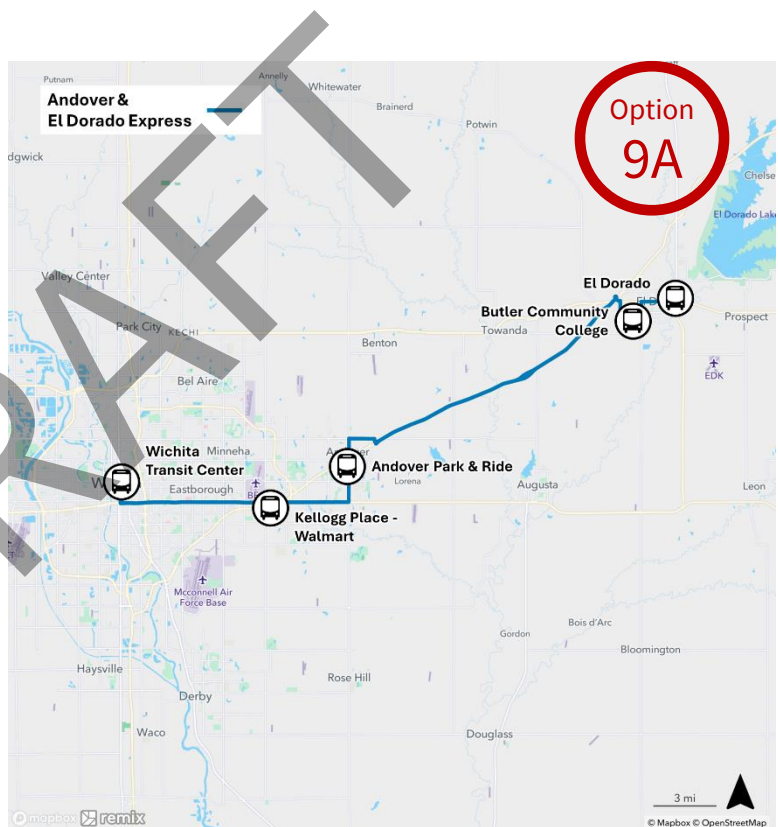 DRAFT
Andover &
El Dorado Express
Option
9A
Putnam
Annelly
Whitewater
Brainerd
Potwin
dgwick
Chelse
El Dorado Lake
Valley Center
El Dorado
Butler Community
College
Prospect
Park City
KECHI
Towanda
Benton
EDK
Bel Aire
Wichita
Transit Center
Minneha
Andover Park & Ride
Eastborough
Lorena
Augusta
Leon
Kellogg Place -
Walmart
Mcconnell Air
Force Base
Gordon
Bois d'Arc
Bloomington
Haysville
Rose Hill
Derby
Waco
Douglass
3 mi
mapbox remix
© Mapbox © OpenStreetMap